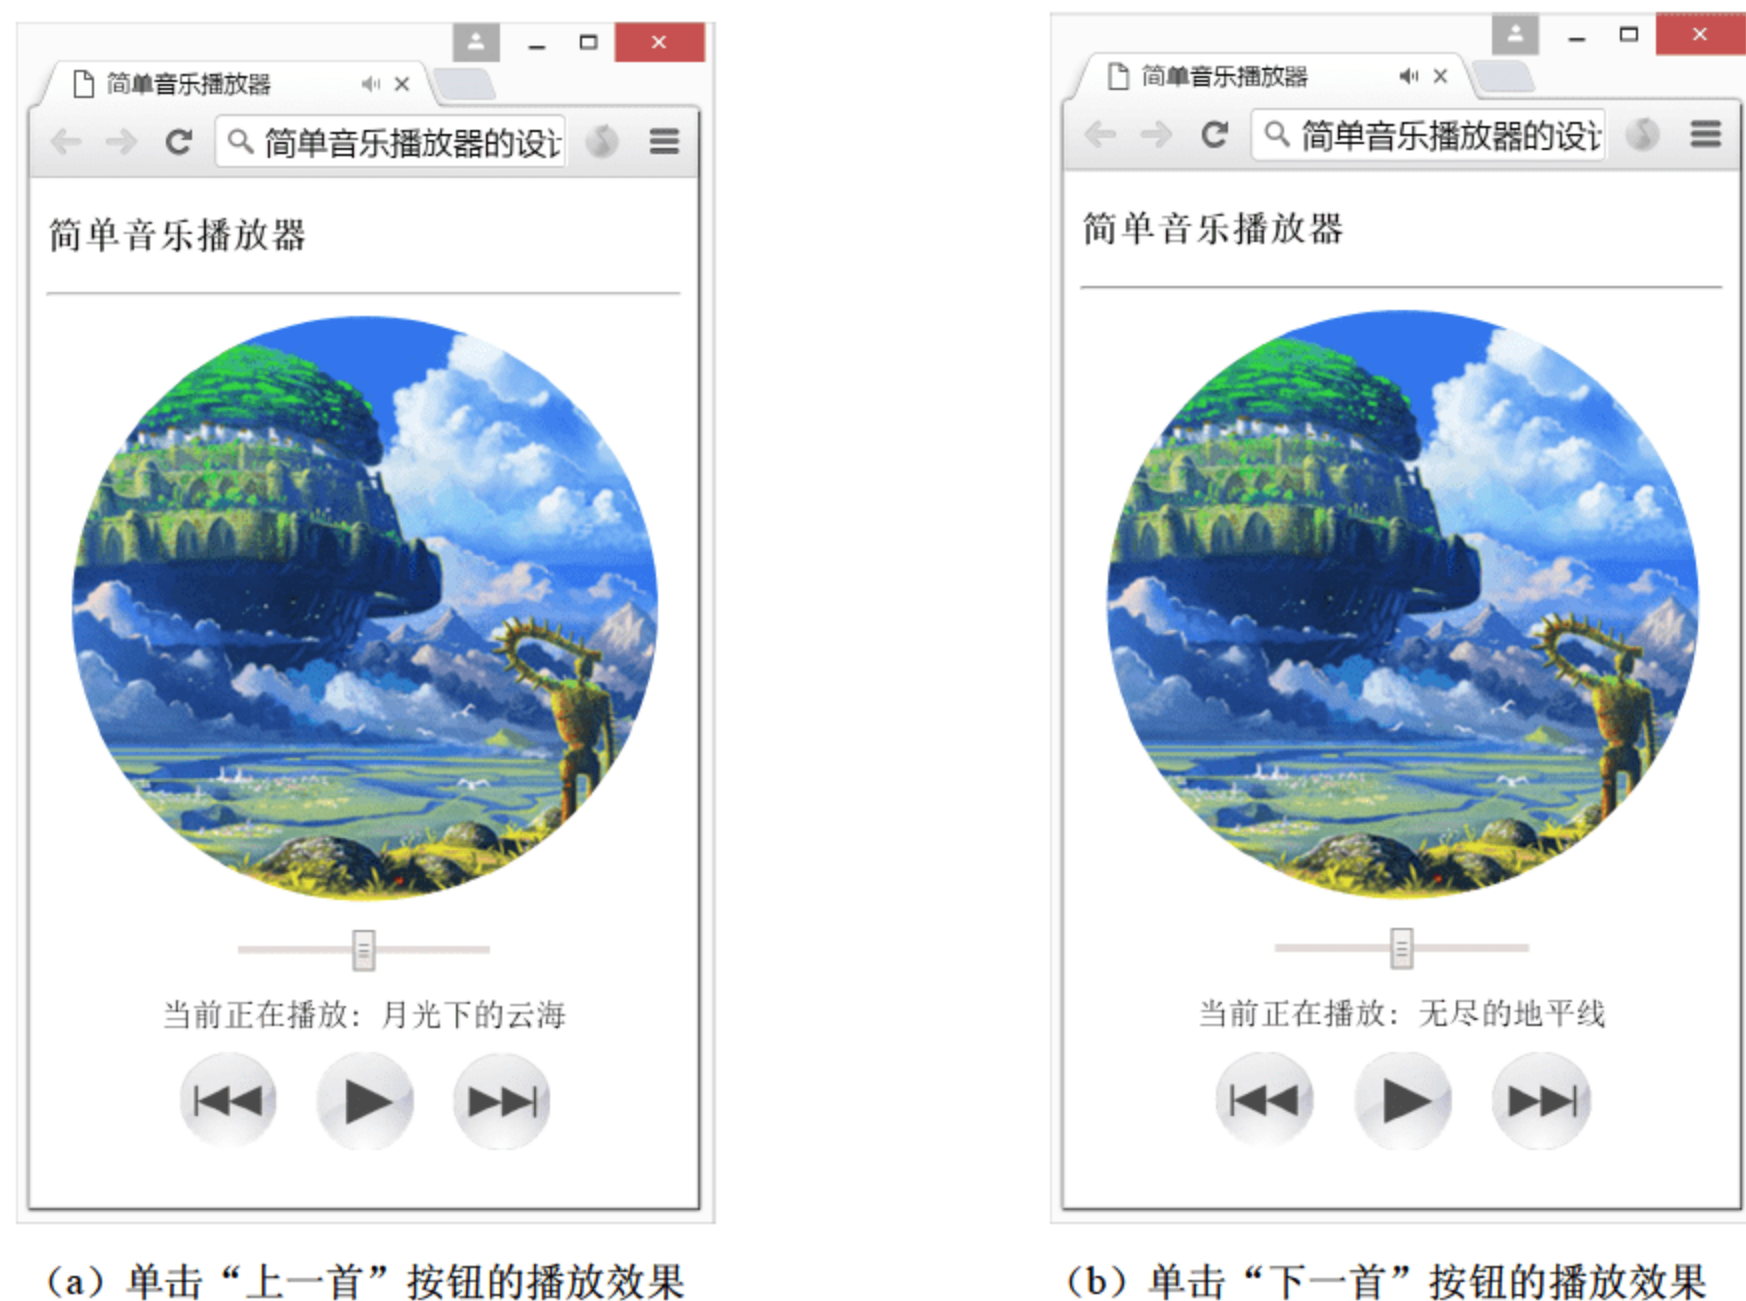 简单音乐播放器
简单音乐播放器的设计
简单音乐播放器
当前正在播放：月光下的云海
（a）单击“上一首”按钮的播放效果
简单音乐播放器
简单音乐播放器的设计
简单音乐播放器
当前正在播放：无尽的地平线
（b）单击“下一首”按钮的播放效果